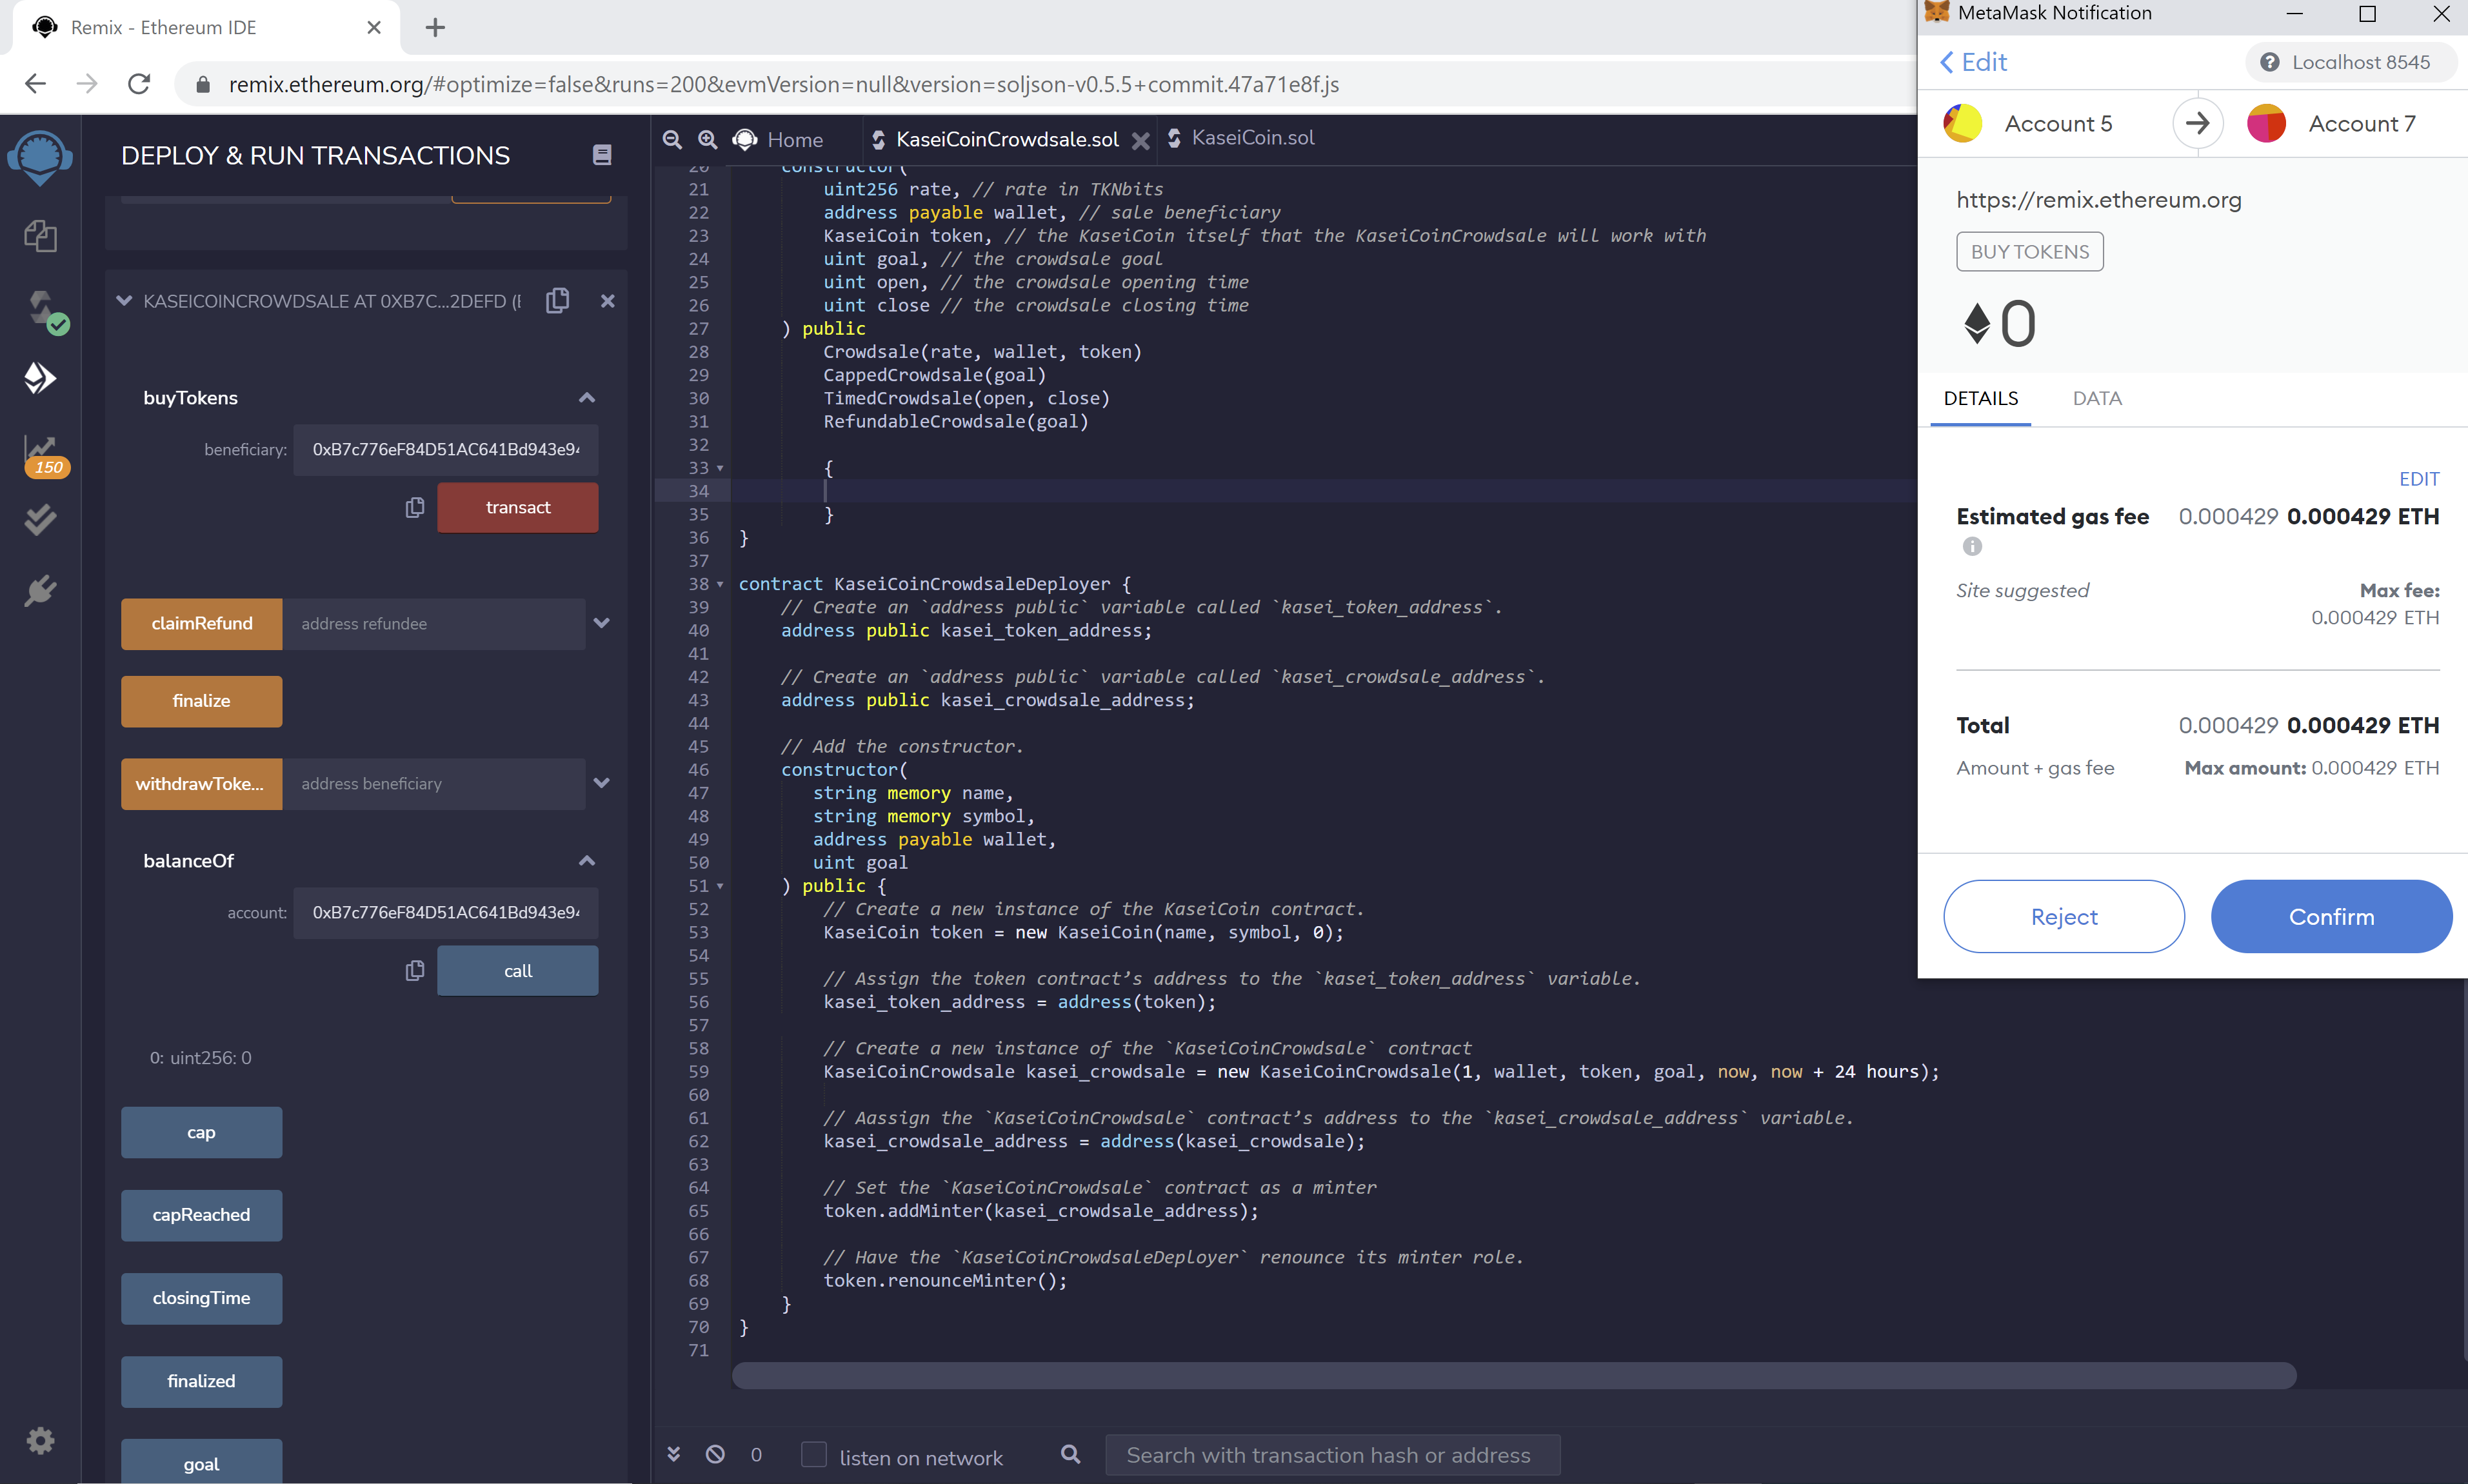 Remix - Ethereum IDE
remix.ethereum.org/#optimize=false&runs=200&evmVersion=null&version=soljson-v0.5.5+commit.47a71e8f.js
DEPLOY & RUN TRANSACTIONS
KASEICOINCROWDSALE AT 0XB7C...2DEFD (
buyTokens
beneficiary: 0xB7c776eF84D51AC641Bd943e9
transact
claimRefund address refundee
finalize
withdrawToke... address beneficiary
balanceOf
account: 0xB7c776eF84D51AC641Bd943e9
call
0: uint256: 0
cap
capReached
closingTime
finalized
goal
150
Home KaseiCoinCrowdsale.sol KaseiCoin.sol
20 constructor(
21 uint256 rate, // rate in TKNbits
22 address payable wallet, // sale beneficiary
23 KaseiCoin token, // the KaseiCoin itself that the KaseiCoinCrowdsale will work with
24 uint goal, // the crowdsale goal
25 uint open, // the crowdsale opening time
26 uint close // the crowdsale closing time
27 ) public
28 Crowdsale(rate, wallet, token)
29 CappedCrowdsale(goal)
30 TimedCrowdsale(open, close)
31 RefundableCrowdsale(goal)
32
33 {
34
35 }
36 }
37
38 contract KaseiCoinCrowdsaleDeployer {
39 // Create an `address public` variable called `kasei_token_address`.
40 address public kasei_token_address;
41
42 // Create an `address public` variable called `kasei_crowdsale_address`.
43 address public kasei_crowdsale_address;
44
45 // Add the constructor.
46 constructor(
47 string memory name,
48 string memory symbol,
49 address payable wallet,
50 uint goal
51 ) public {
52 // Create a new instance of the KaseiCoin contract.
53 KaseiCoin token = new KaseiCoin(name, symbol, 0);
54
55 // Assign the token contract’s address to the `kasei_token_address` variable.
56 kasei_token_address = address(token);
57
58 // Create a new instance of the `KaseiCoinCrowdsale` contract
59 KaseiCoinCrowdsale kasei_crowdsale = new KaseiCoinCrowdsale(1, wallet, token, goal, now, now + 24 hours);
60
61 // Aassign the `KaseiCoinCrowdsale` contract’s address to the `kasei_crowdsale_address` variable.
62 kasei_crowdsale_address = address(kasei_crowdsale);
63
64 // Set the `KaseiCoinCrowdsale` contract as a minter
65 token.addMinter(kasei_crowdsale_address);
66
67 // Have the `KaseiCoinCrowdsaleDeployer` renounce its minter role.
68 token.renounceMinter();
69 }
70 }
71
0 listen on network Search with transaction hash or address
MetaMask Notification
Edit Localhost 8545
Account 5 Account 7
https://remix.ethereum.org
BUY TOKENS
0
DETAILS DATA
EDIT
Estimated gas fee 0.000429 0.000429 ETH
Site suggested Max fee:
0.000429 ETH
Total 0.000429 0.000429 ETH
Amount + gas fee Max amount: 0.000429 ETH
Reject Confirm